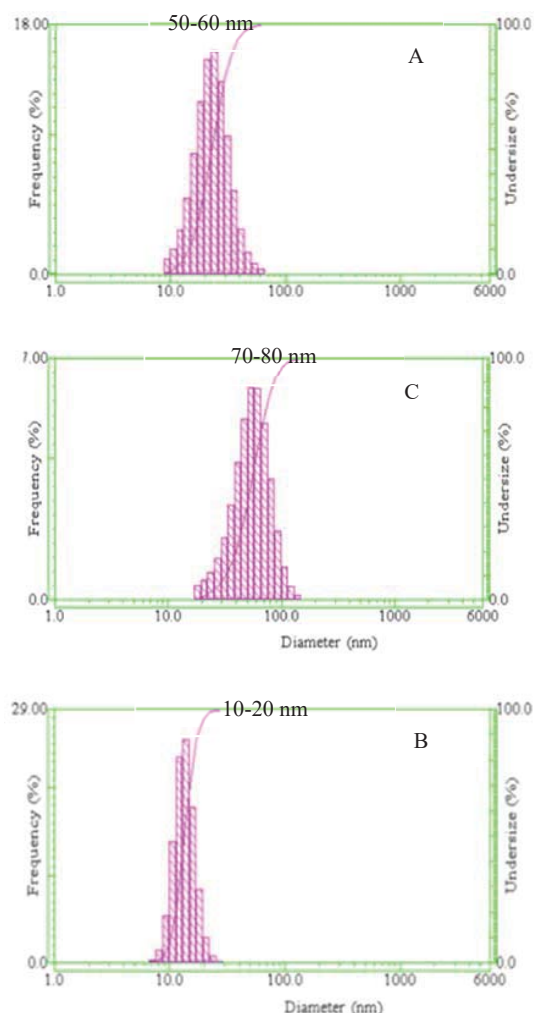 50-60 nm
18.00
100.0
A
Frequency (%)
Undersize (%)
0.0
0.0
1.0 10.0 100.0 1000 6000
70-80 nm
7.00
100.0
C
Frequency (%)
Undersize (%)
0.0
0.0
1.0 10.0 100.0 1000 6000
Diameter (nm)
10-20 nm
29.00
100.0
B
Frequency (%)
Undersize (%)
0.0
0.0
1.0 10.0 100.0 1000 6000
Diameter (nm)